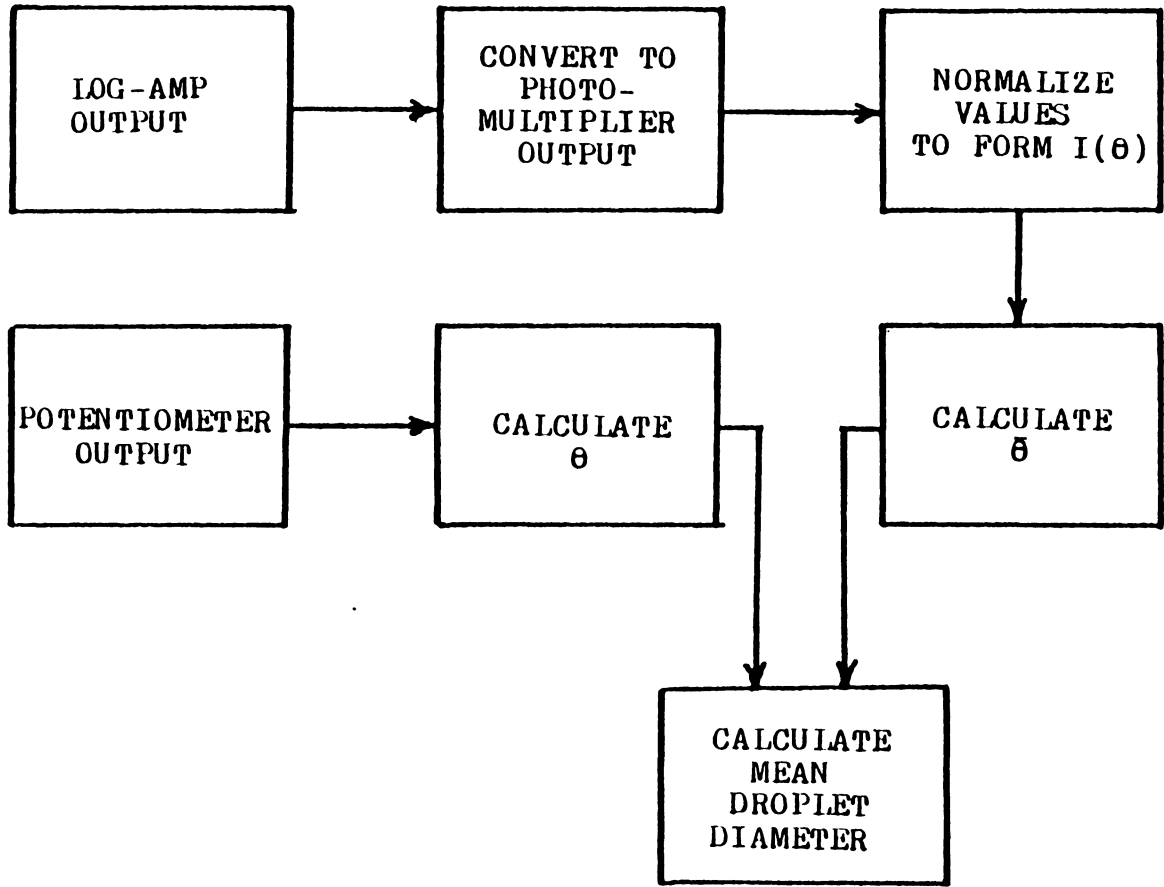 LOG-AMP
OUTPUT
CONVERT TO
PHOTO-
MULTIPLIER
OUTPUT
NORMALIZE
VALUES
TO FORM I(θ)
POTENTIOMETER
OUTPUT
CALCULATE
θ
CALCULATE
θ̄
CALCULATE
MEAN
DROPLET
DIAMETER